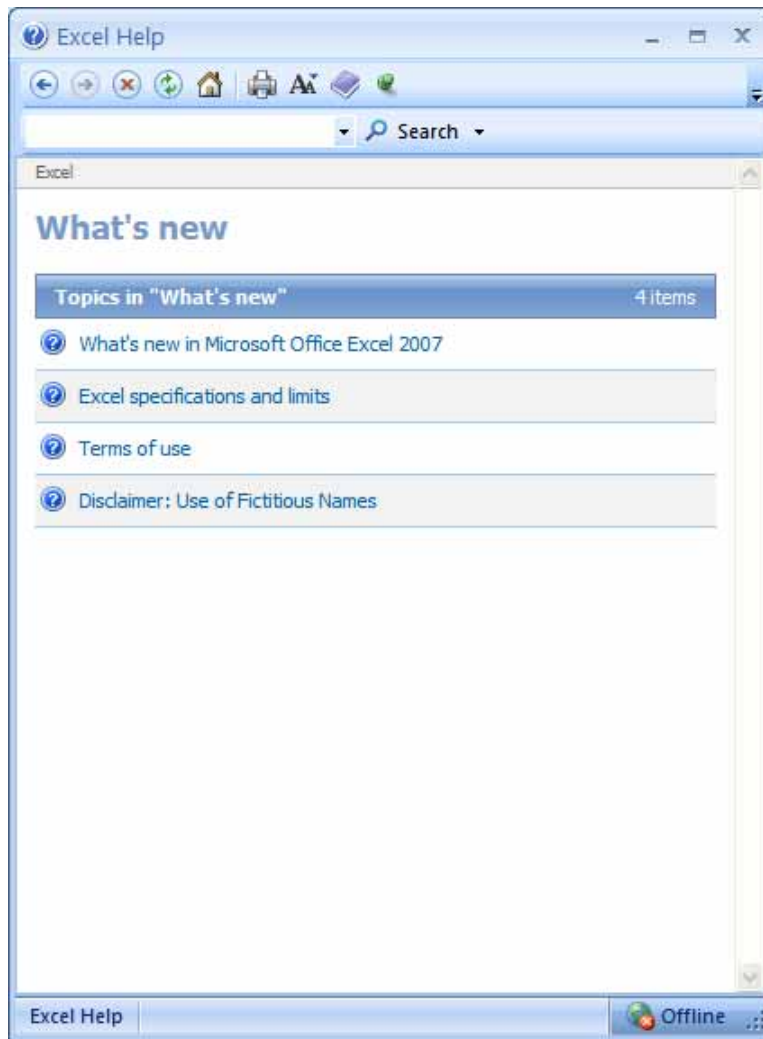 Excel Help
Search
Excel
What's new
Topics in "What's new" 4 items
What's new in Microsoft Office Excel 2007
Excel specifications and limits
Terms of use
Disclaimer: Use of Fictitious Names
Excel Help Offline